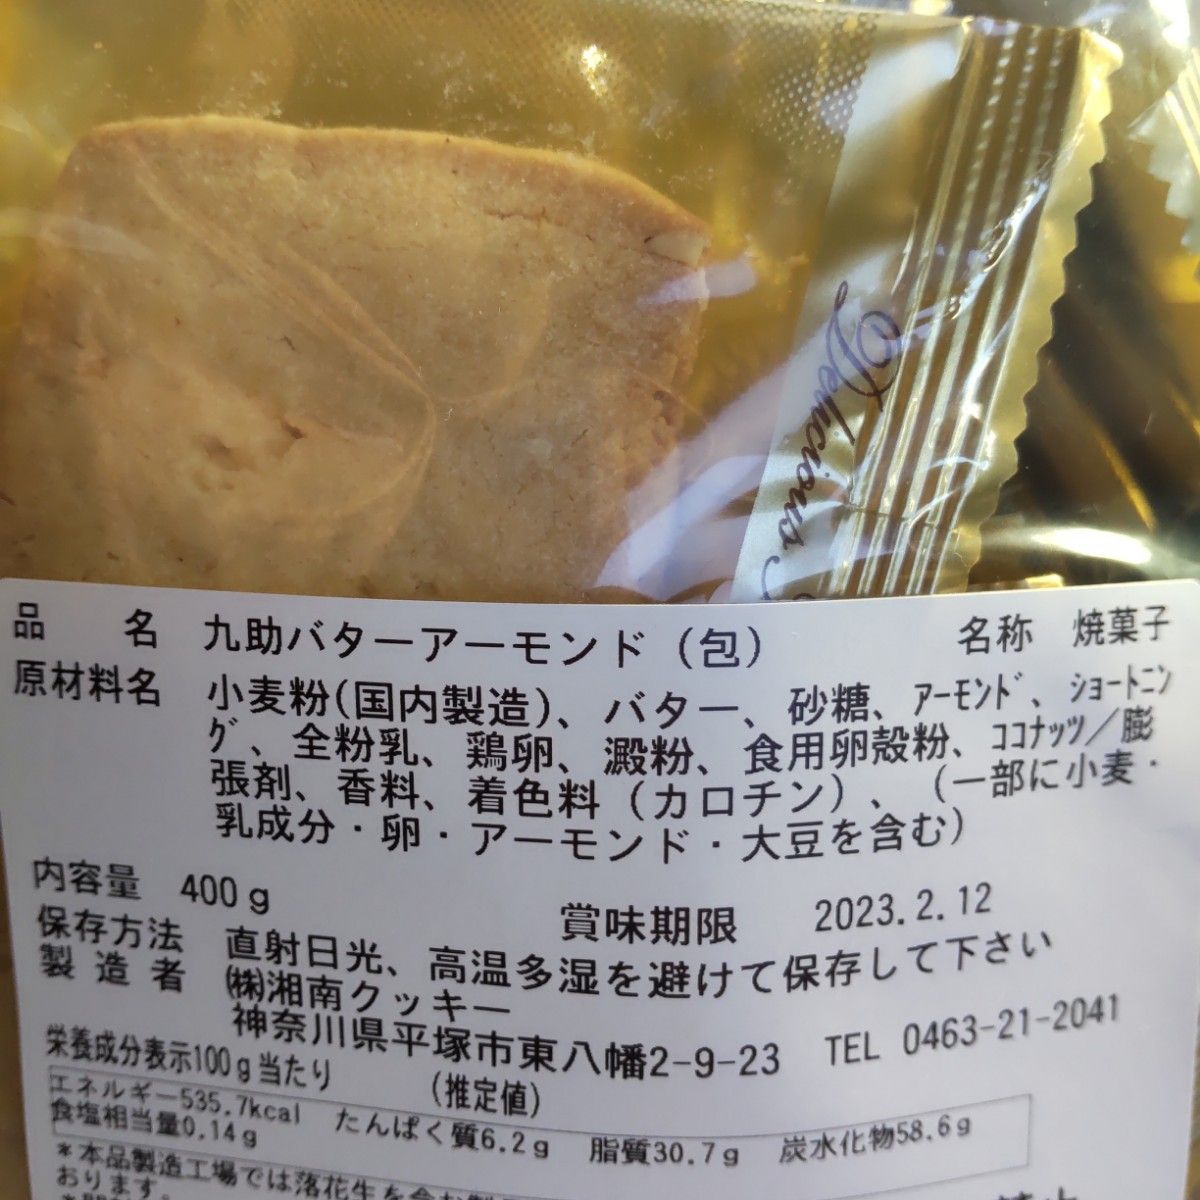 Delicious
品名 九助バターアーモンド(包) 名称 焼菓子
原材料名 小麦粉(国内製造)、バター、砂糖、ｱｰﾓﾝﾄﾞ、ｼｮｰﾄﾆﾝ
ｸﾞ、全粉乳、鶏卵、澱粉、食用卵殻粉、ｺｺﾅｯﾂ／膨
張剤、香料、着色料(カロチン)、(一部に小麦・
乳成分・卵・アーモンド・大豆を含む)
内容量 400g 賞味期限 2023.2.12
保存方法 直射日光、高温多湿を避けて保存して下さい
製造者 ㈱湘南クッキー
神奈川県平塚市東八幡2-9-23 TEL 0463-21-2041
栄養成分表示100g当たり (推定値)
エネルギー535.7kcal たんぱく質6.2g 脂質30.7g 炭水化物58.6g
食塩相当量0.14g
*本品製造工場では落花生を含む製
おります。